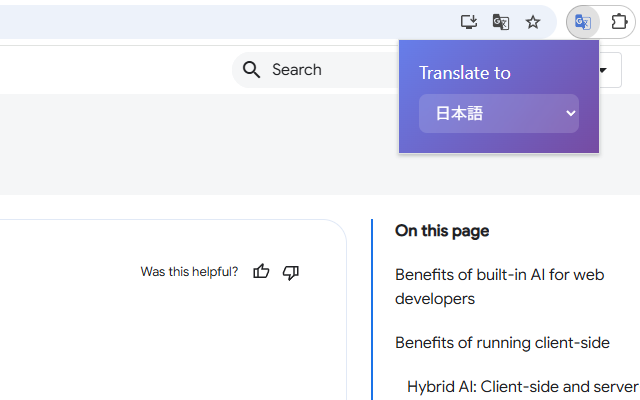 Search
Translate to
日本語
Was this helpful?
On this page
Benefits of built-in AI for web
developers
Benefits of running client-side
Hybrid AI: Client-side and server